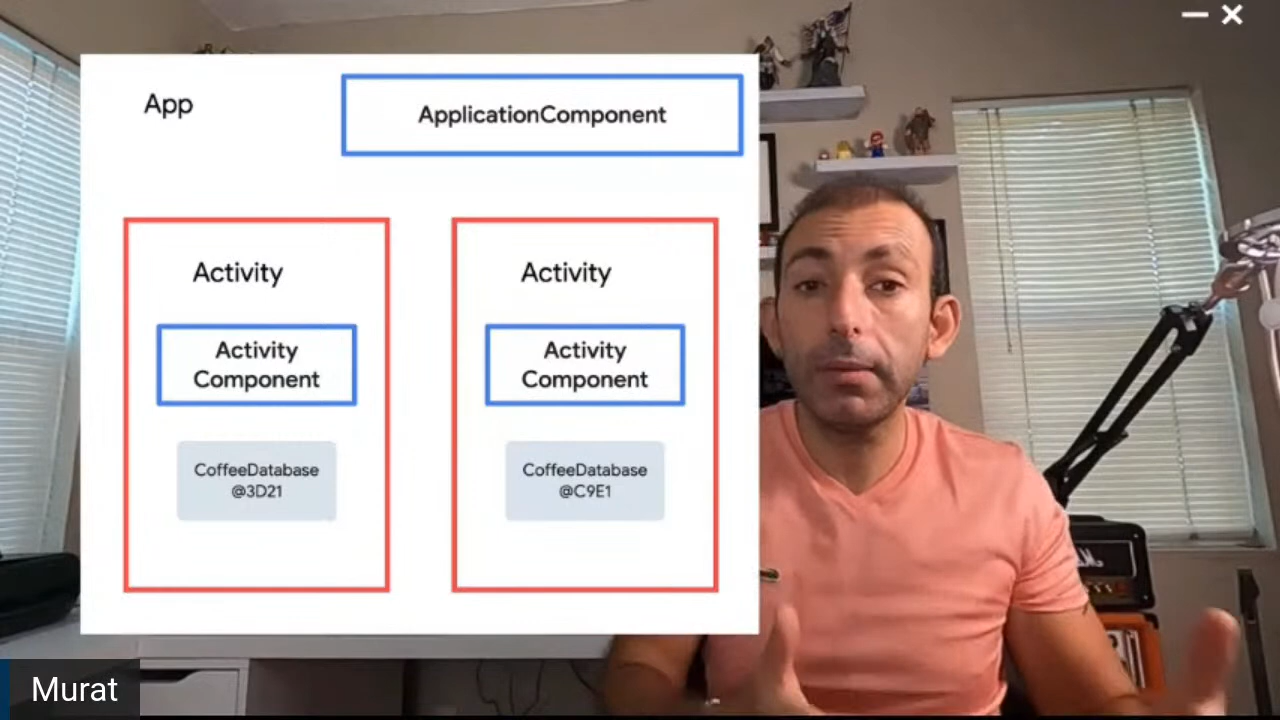 App
ApplicationComponent
Activity
Activity
Component
CoffeeDatabase
@3D21
Activity
Activity
Component
CoffeeDatabase
@C9E1
Murat